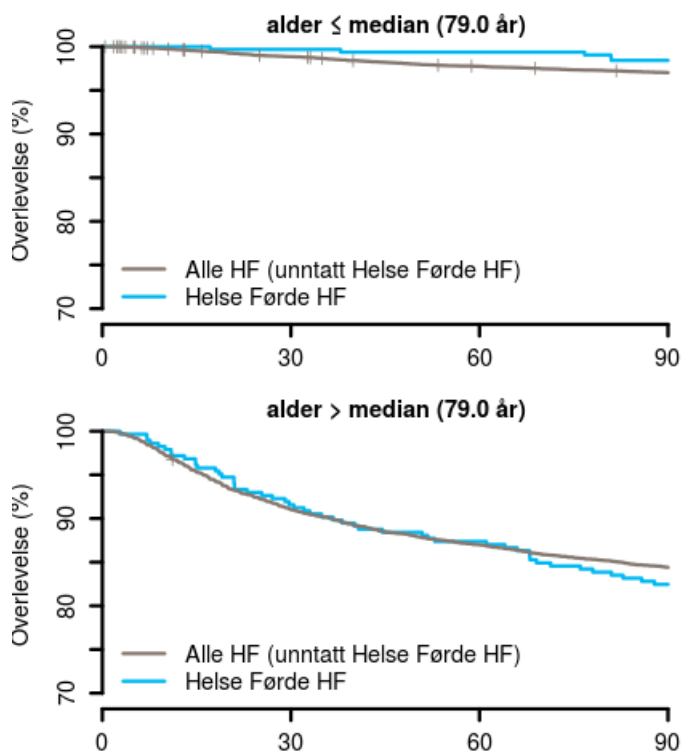 alder ≤ median (79.0 år)
Overlevelse (%)
100
90
80
70
Alle HF (unntatt Helse Førde HF)
Helse Førde HF
0 30 60 90
alder > median (79.0 år)
Overlevelse (%)
100
90
80
70
Alle HF (unntatt Helse Førde HF)
Helse Førde HF
0 30 60 90